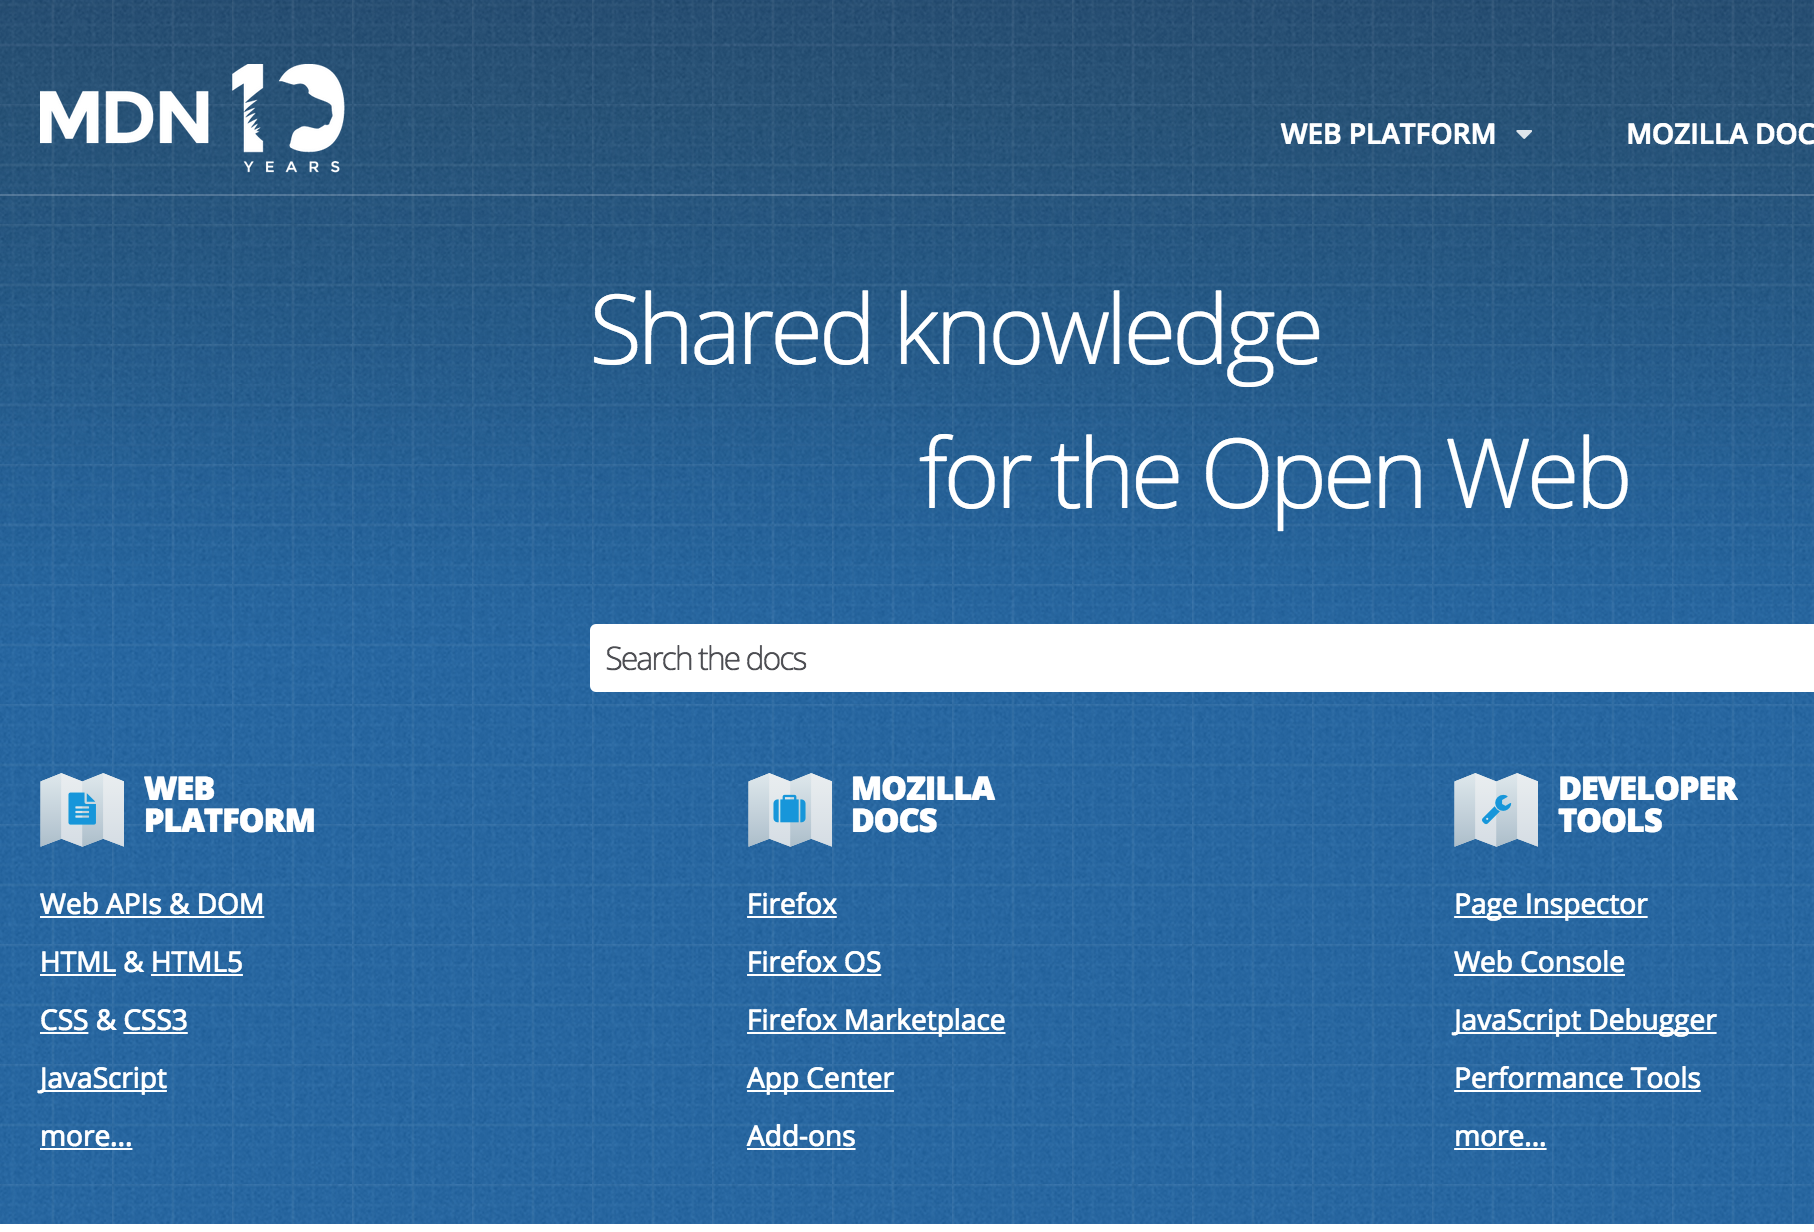 MDN 10
YEARS
WEB PLATFORM
MOZILLA DOC
Shared knowledge
for the Open Web
Search the docs
WEB
PLATFORM
Web APIs & DOM
HTML & HTML5
CSS & CSS3
JavaScript
more...
MOZILLA
DOCS
Firefox
Firefox OS
Firefox Marketplace
App Center
Add-ons
DEVELOPER
TOOLS
Page Inspector
Web Console
JavaScript Debugger
Performance Tools
more...